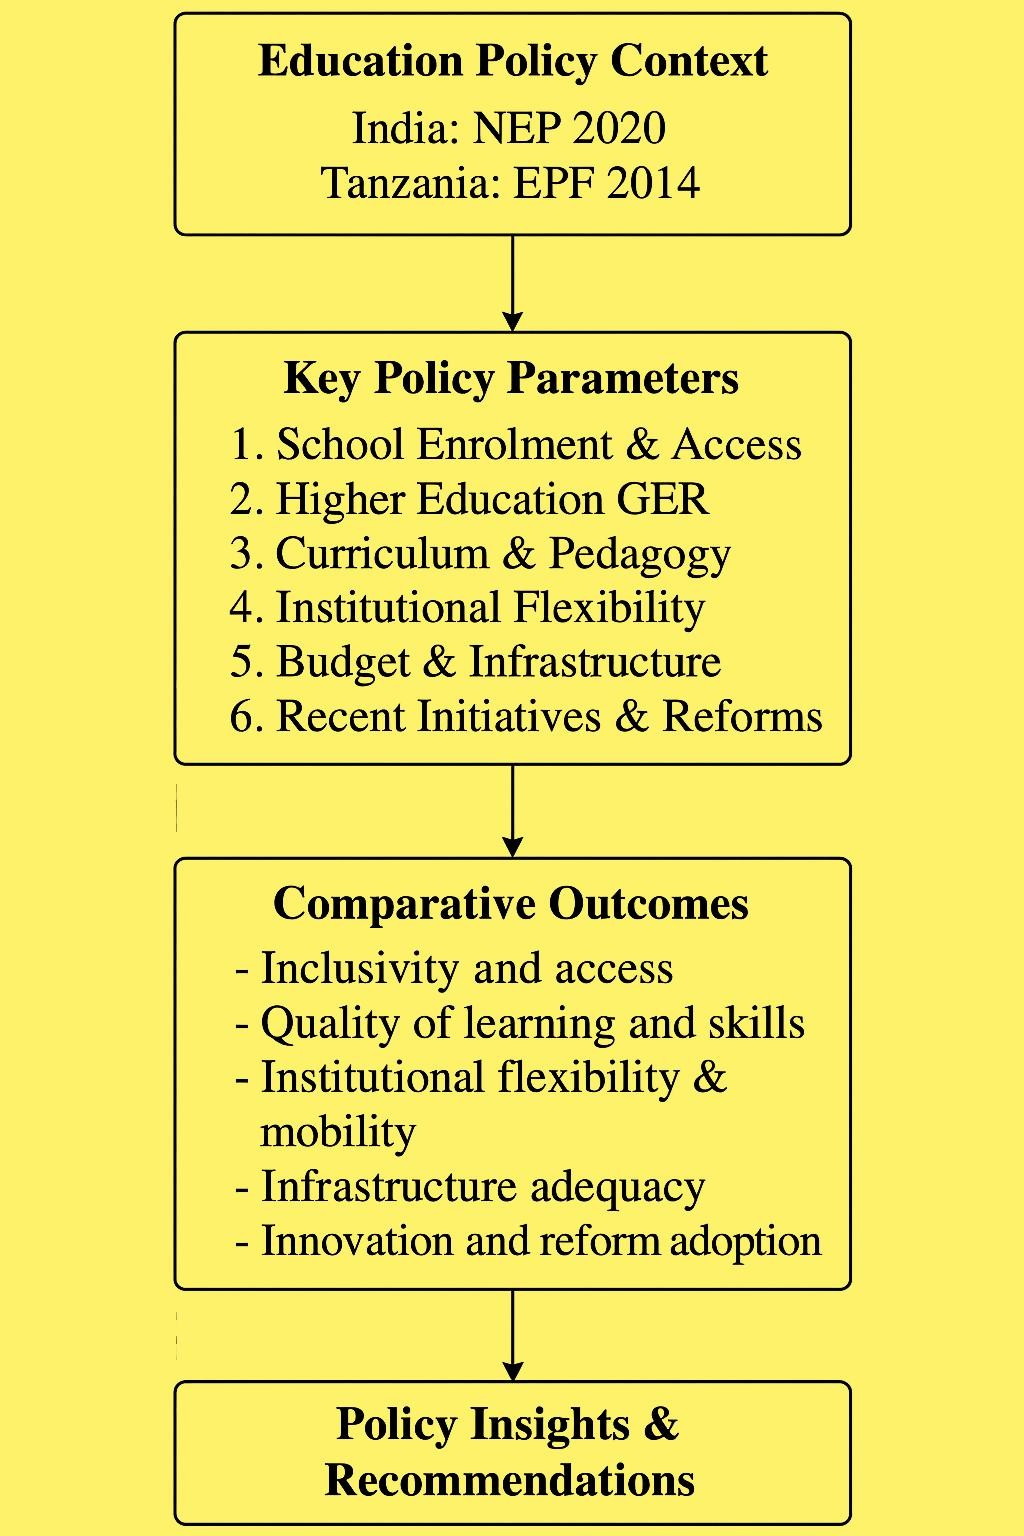 Education Policy Context
India: NEP 2020
Tanzania: EPF 2014
Key Policy Parameters
1. School Enrolment & Access
2. Higher Education GER
3. Curriculum & Pedagogy
4. Institutional Flexibility
5. Budget & Infrastructure
6. Recent Initiatives & Reforms
Comparative Outcomes
- Inclusivity and access
- Quality of learning and skills
- Institutional flexibility &
mobility
- Infrastructure adequacy
- Innovation and reform adoption
Policy Insights &
Recommendations